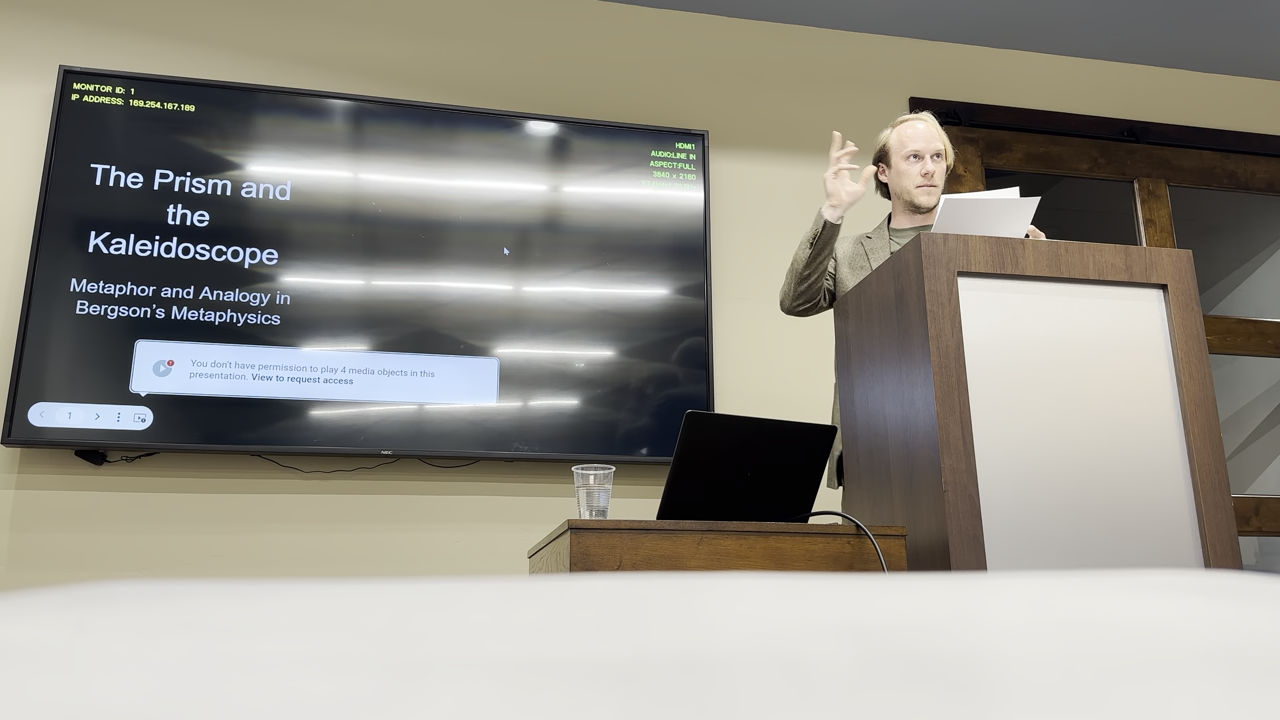 MONITOR ID: 1
IP ADDRESS: 169.254.167.189
HDMI1
AUDIO:LINE IN
ASPECT:FULL
3840 x 2160
The Prism and
the
Kaleidoscope
Metaphor and Analogy in
Bergson's Metaphysics
You don't have permission to play 4 media objects in this
presentation. View to request access
1
NEC